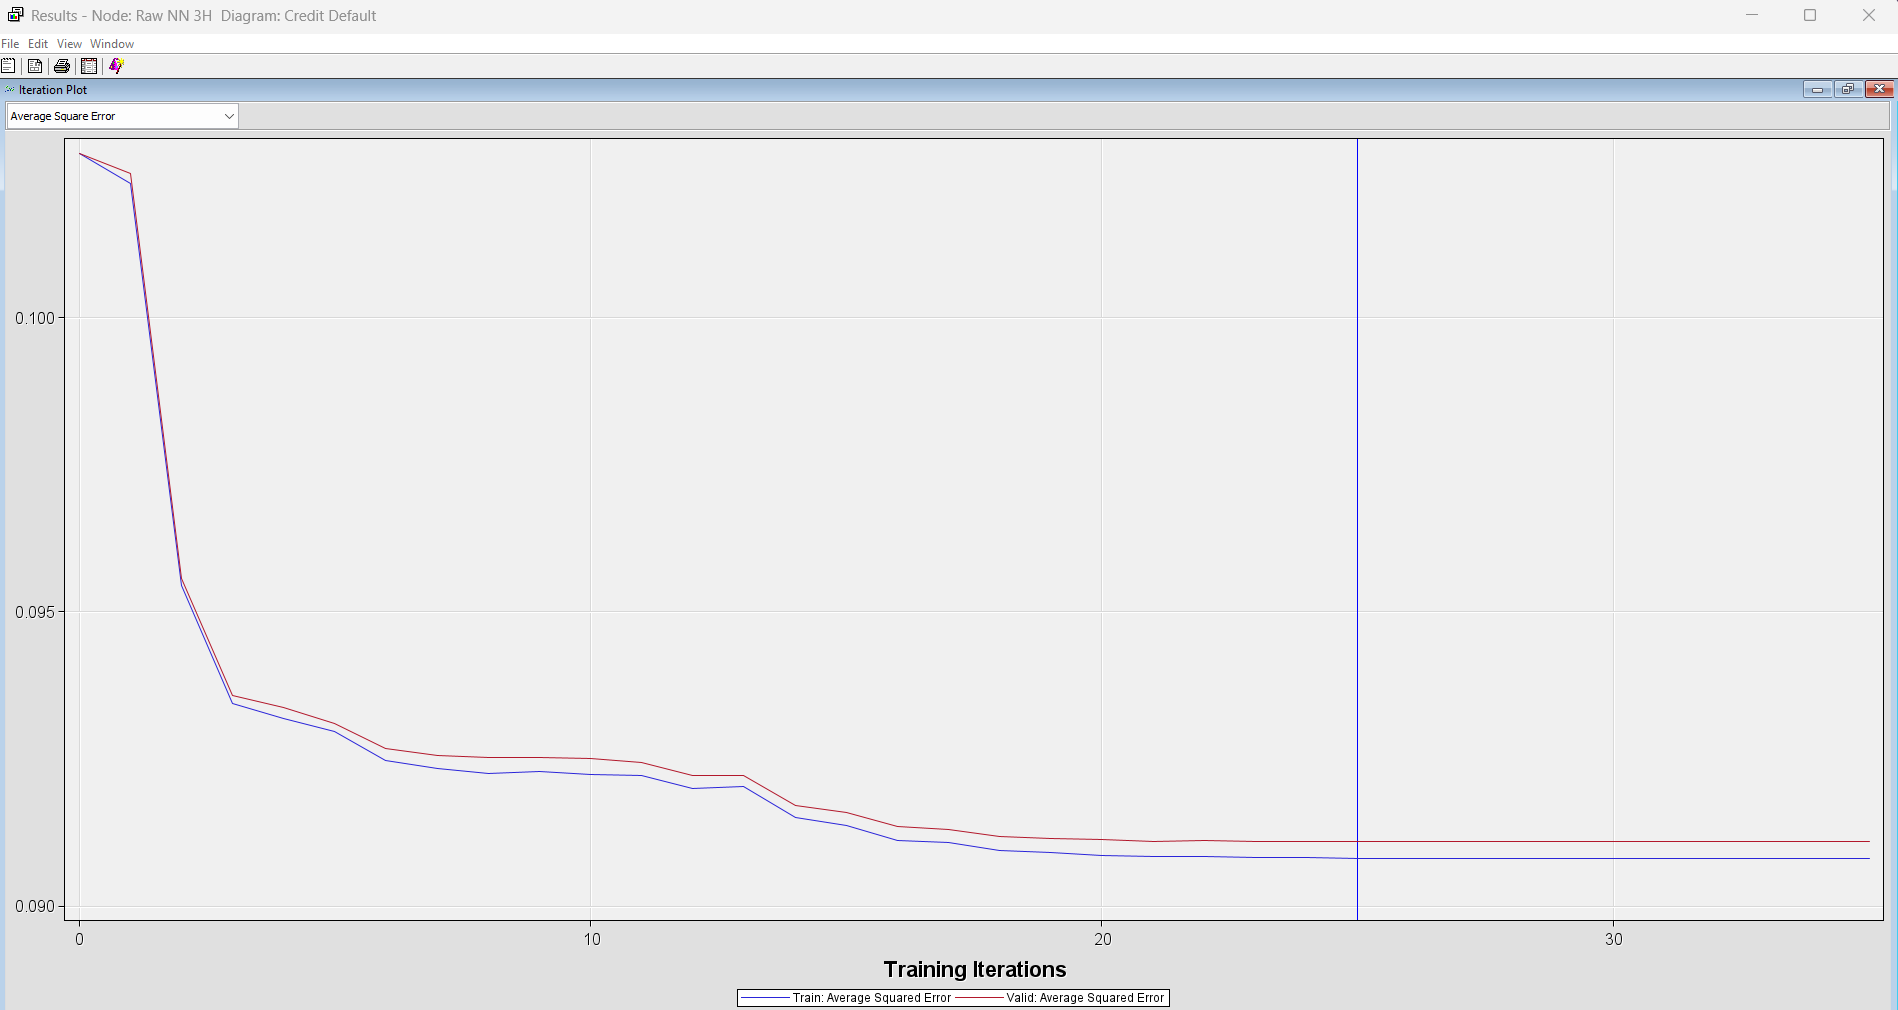 Results - Node: Raw NN 3H  Diagram: Credit Default
File Edit View Window
Iteration Plot
Average Square Error
0.100
0.095
0.090
0 10 20 30
Training Iterations
Train: Average Squared Error Valid: Average Squared Error